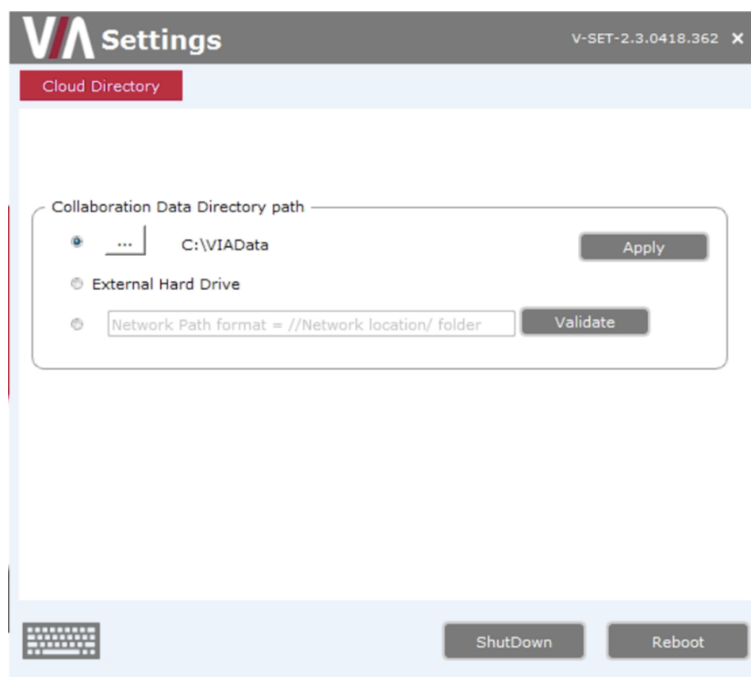 VIA Settings V-SET-2.3.0418.362 ×
Cloud Directory
Collaboration Data Directory path
... C:\VIAData Apply
External Hard Drive
Network Path format = //Network location/ folder Validate
ShutDown Reboot